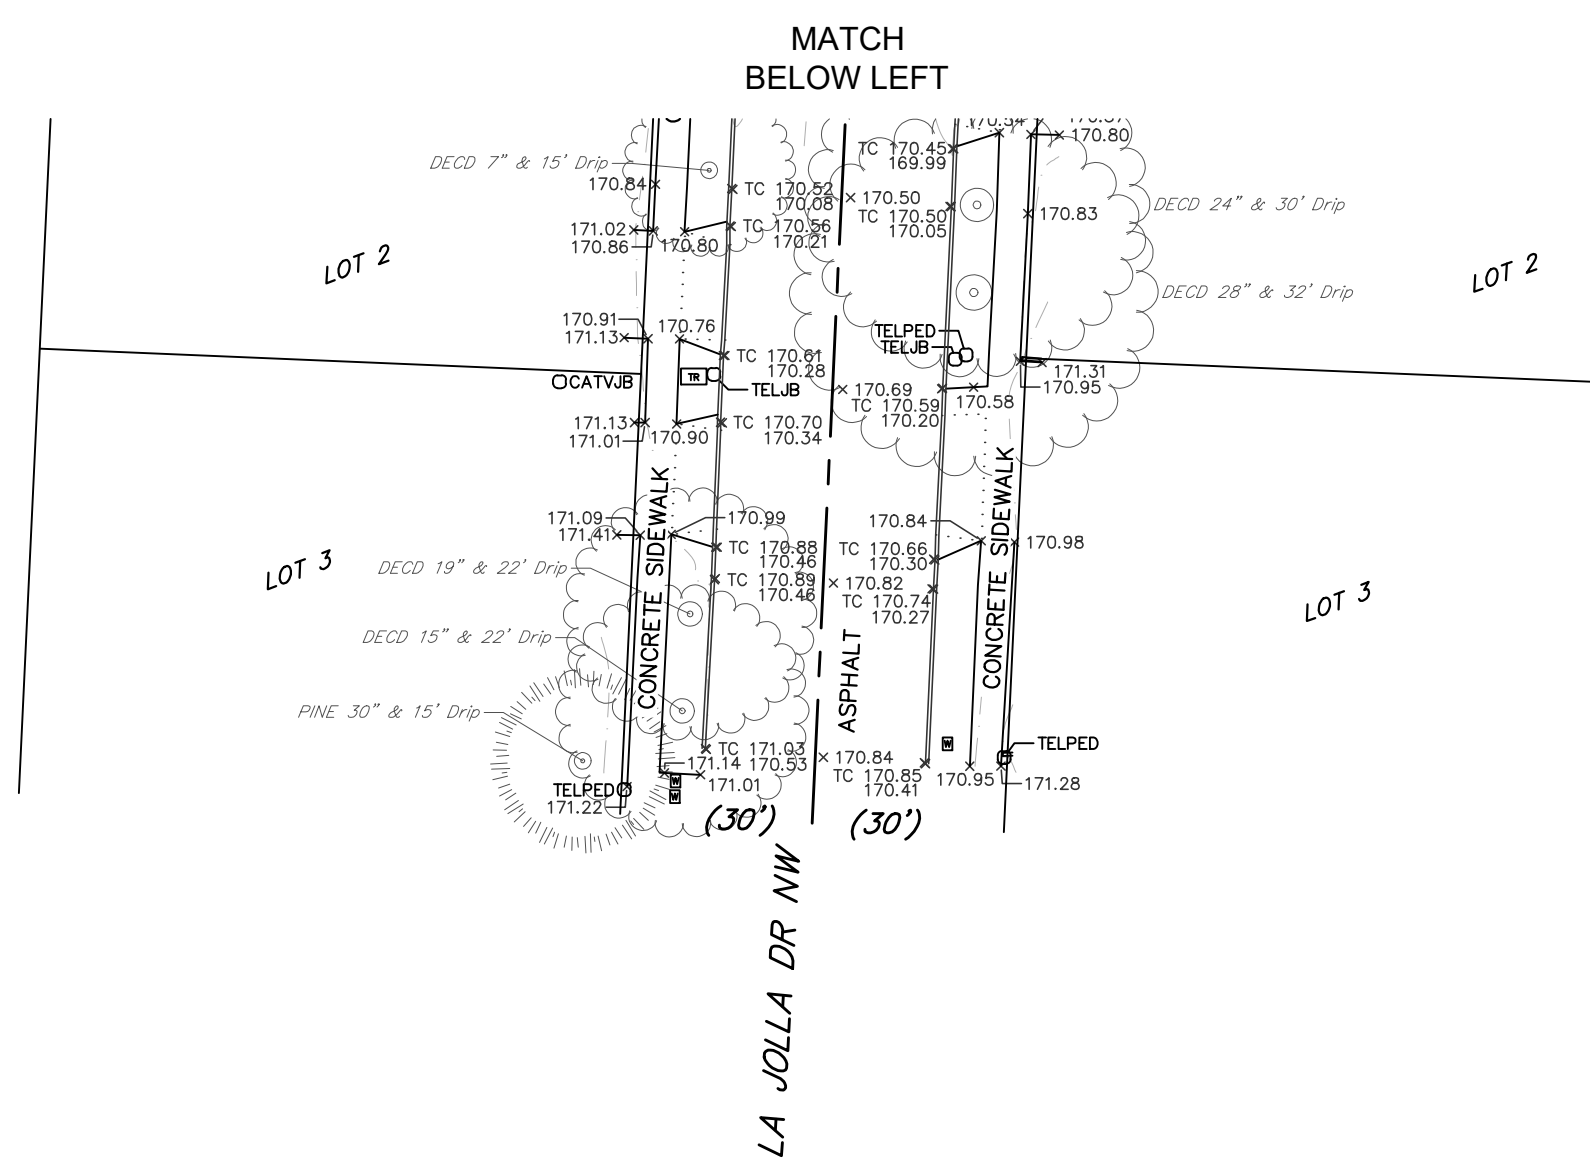 MATCH
BELOW LEFT
170.80
TC 170.45
169.99
DECD 7" & 15' Drip
170.84
TC 170.52
170.08
170.50
TC 170.50
170.05
DECD 24" & 30' Drip
170.83
171.02
170.86
170.80
TC 170.56
170.21
LOT 2
LOT 2
DECD 28" & 32' Drip
170.91
171.13
170.76
TELPED
TELJB
TC 170.61
170.28
171.31
170.95
CATVJB
TR
TELJB
170.69
TC 170.59
170.20
170.58
171.13
171.01
170.90
TC 170.70
170.34
CONCRETE SIDEWALK
CONCRETE SIDEWALK
171.09
171.41
170.99
170.84
170.98
TC 170.88
170.46
TC 170.66
170.30
LOT 3
DECD 19" & 22' Drip
TC 170.89
170.46
170.82
TC 170.74
170.27
LOT 3
DECD 15" & 22' Drip
ASPHALT
PINE 30" & 15' Drip
TC 171.03
170.53
171.14
171.01
170.84
TC 170.85
170.41
W
170.95
TELPED
171.28
TELPED
171.22
W
W
(30')
(30')
LA JOLLA DR NW